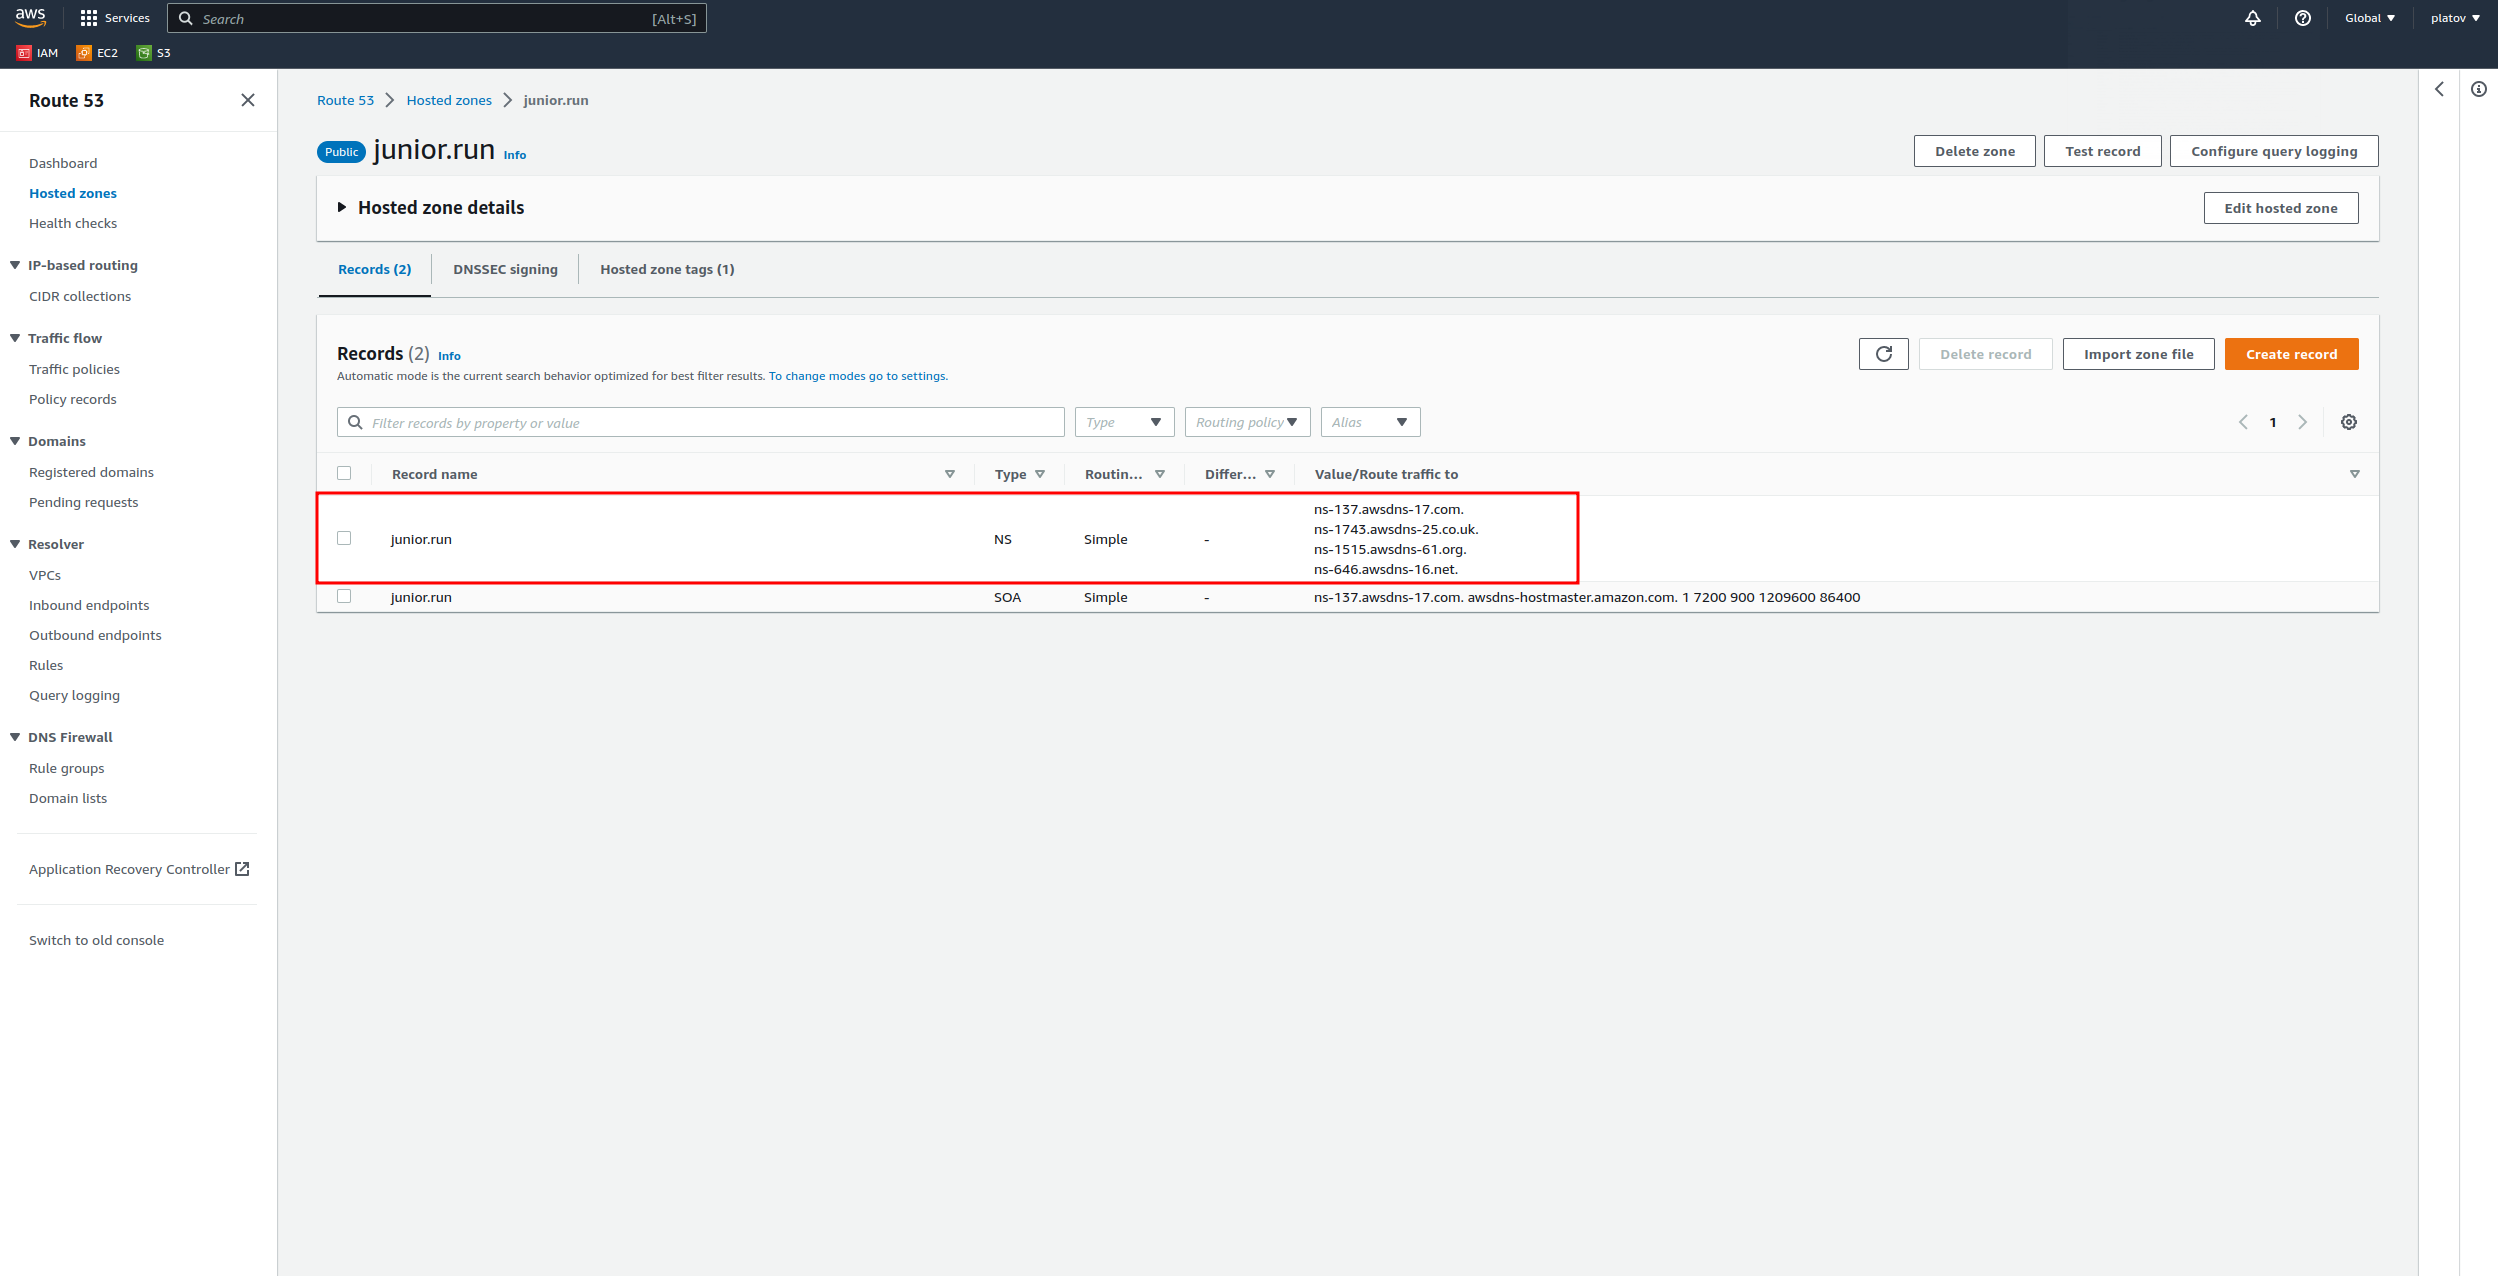 aws
Services
Search
[Alt+S]
Global
platov
IAM
EC2
S3
Route 53
Dashboard
Hosted zones
Health checks
IP-based routing
CIDR collections
Traffic flow
Traffic policies
Policy records
Domains
Registered domains
Pending requests
Resolver
VPCs
Inbound endpoints
Outbound endpoints
Rules
Query logging
DNS Firewall
Rule groups
Domain lists
Application Recovery Controller
Switch to old console
Route 53 > Hosted zones > junior.run
Public junior.run Info
Delete zone
Test record
Configure query logging
Hosted zone details
Edit hosted zone
Records (2)
DNSSEC signing
Hosted zone tags (1)
Records (2) Info
Automatic mode is the current search behavior optimized for best filter results. To change modes go to settings.
Delete record
Import zone file
Create record
Filter records by property or value
Type
Routing policy
Alias
1
Record name Type Routin... Differ... Value/Route traffic to
junior.run NS Simple - ns-137.awsdns-17.com.
ns-1743.awsdns-25.co.uk.
ns-1515.awsdns-61.org.
ns-646.awsdns-16.net.
junior.run SOA Simple - ns-137.awsdns-17.com. awsdns-hostmaster.amazon.com. 1 7200 900 1209600 86400